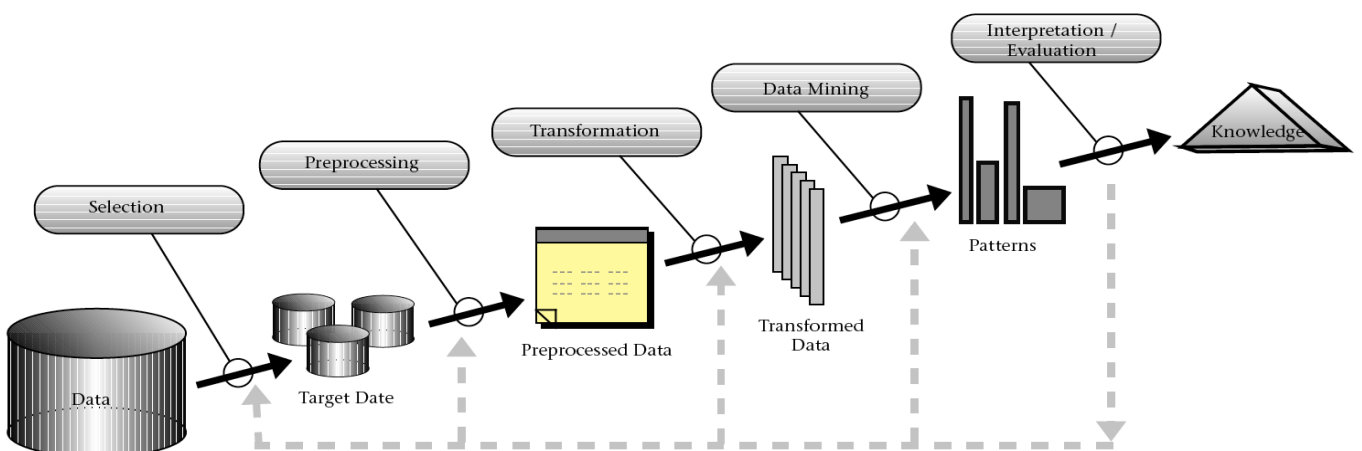 Interpretation /
Evaluation
Data Mining
Knowledge
Transformation
Preprocessing
Selection
Patterns
Transformed
Data
Preprocessed Data
Target Date
Data